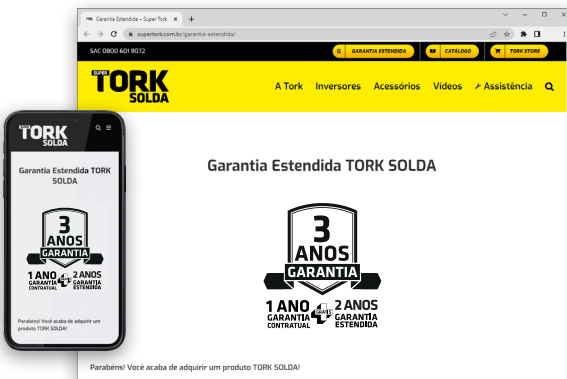 Garantia Estendida – Super Tork
supertork.com.br/garantia-estendida/
SAC 0800 601 9072
GARANTIA ESTENDIDA
CATÁLOGO
TORK STORE
SUPER
TORK
SOLDA
A Tork Inversores Acessórios Vídeos Assistência
Garantia Estendida TORK SOLDA
3
ANOS
GARANTIA
1 ANO
GARANTIA
CONTRATUAL
GRÁTIS
2 ANOS
GARANTIA
ESTENDIDA
Parabéns! Você acaba de adquirir um produto TORK SOLDA!
TORK
SOLDA
Garantia Estendida TORK
SOLDA
3
ANOS
GARANTIA
1 ANO
GARANTIA
CONTRATUAL
2 ANOS
GARANTIA
ESTENDIDA
Parabéns! Você acaba de adquirir um
produto TORK SOLDA!